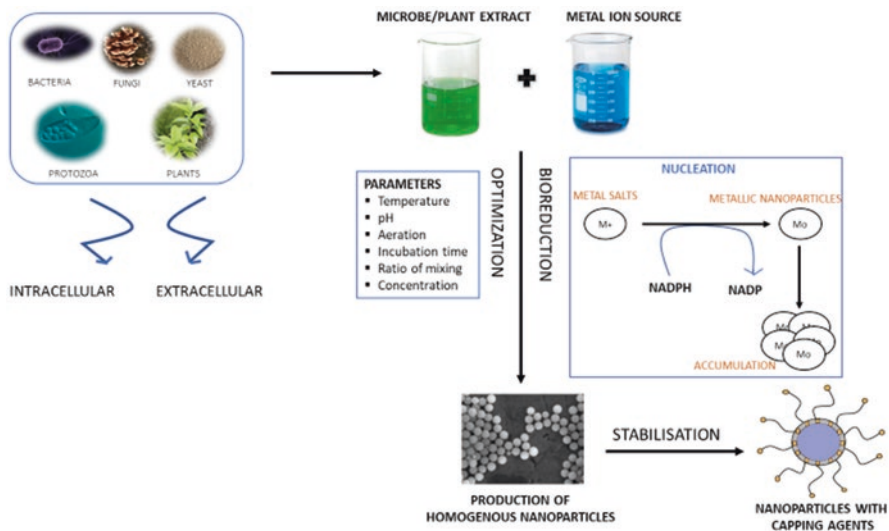 MICROBE/PLANT EXTRACT
METAL ION SOURCE
BACTERIA
FUNGI
YEAST
PROTOZOA
PLANTS
INTRACELLULAR
EXTRACELLULAR
PARAMETERS
▪ Temperature
▪ pH
▪ Aeration
▪ Incubation time
▪ Ratio of mixing
▪ Concentration
OPTIMIZATION
BIOREDUCTION
NUCLEATION
METAL SALTS
METALLIC NANOPARTICLES
M+
Mo
NADPH
NADP
Mo
Mo
Mo
ACCUMULATION
PRODUCTION OF
HOMOGENOUS NANOPARTICLES
STABILISATION
NANOPARTICLES WITH
CAPPING AGENTS